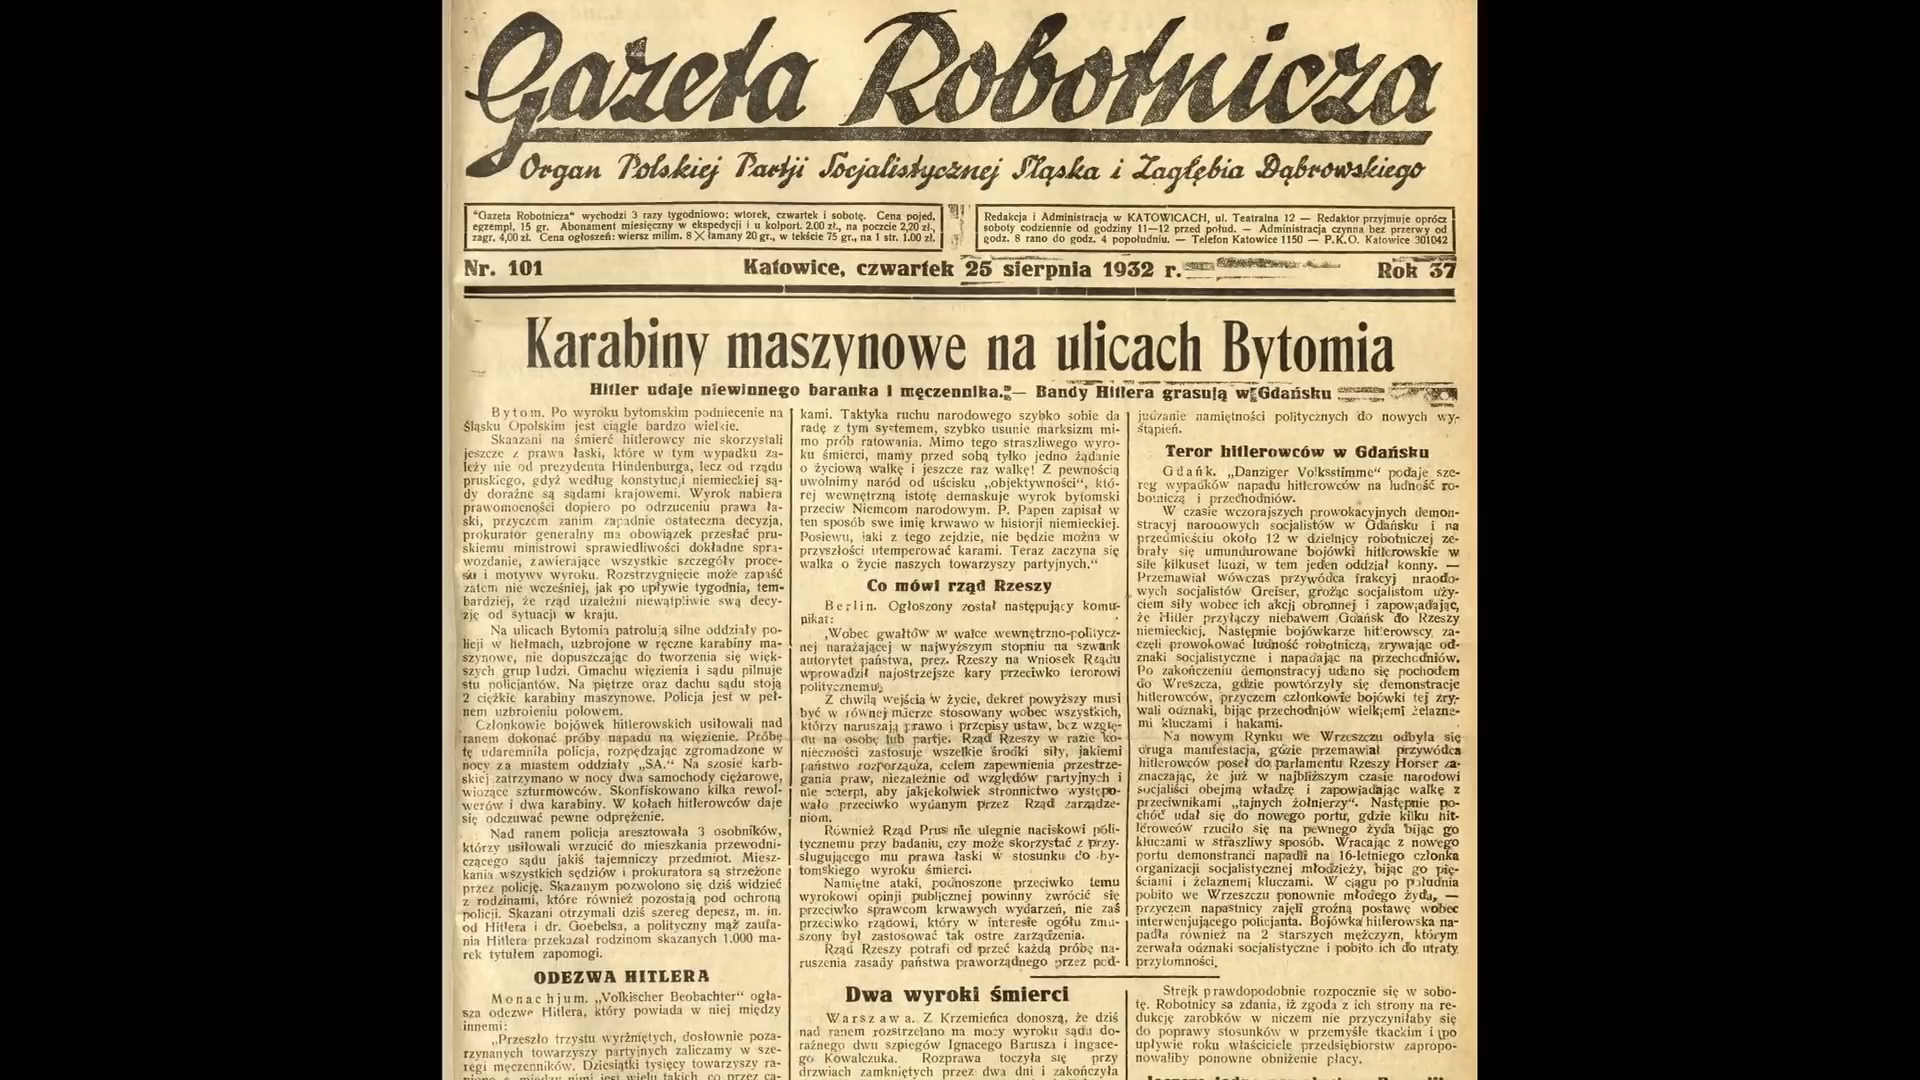 Gazeta Robotnicza
Organ Polskiej Partji Socjalistycznej Śląska i Zagłębia Dąbrowskiego
"Gazeta Robotnicza" wychodzi 3 razy tygodniowo; wtorek, czwartek i sobotę. Cena pojed.
egzempl. 15 gr. Abonament miesięczny w ekspedycji i u kolport. 2.00 zł., na poczcie 2,20 zł.,
zagr. 4,00 zł. Cena ogłoszeń: wiersz milim. 8 X łamany 20 gr., w tekście 75 gr., na 1 str. 1.00 zł.
Redakcja i Administracja w KATOWICACH, ul. Teatralna 12 — Redaktor przyjmuje oprócz
soboty codziennie od godziny 11—12 przed połud. — Administracja czynna bez przerwy od
godz. 8 rano do godz. 4 popołudniu. — Telefon Katowice 1150 — P.K.O. Katowice 301042
Nr. 101
Katowice, czwartek 25 sierpnia 1932 r.
Rok 37
Karabiny maszynowe na ulicach Bytomia
Hitler udaje niewinnego baranka i męczennika. — Bandy Hitlera grasują w Gdańsku
Bytom. Po wyroku bytomskim podniecenie na
Śląsku Opolskim jest ciągle bardzo wielkie.
Skazani na śmierć hitlerowcy nie skorzystali
jeszcze z prawa łaski, które w tym wypadku za-
leży nie od prezydenta Hindenburga, lecz od rządu
pruskiego, gdyż według konstytucji niemieckiej są-
dy doraźne są sądami krajowemi. Wyrok nabiera
prawomocności dopiero po odrzuceniu prawa ła-
ski, przyczem zanim zapadnie ostateczna decyzja,
prokurator generalny ma obowiązek przesłać pru-
skiemu ministrowi sprawiedliwości dokładne spra-
wozdanie, zawierające wszystkie szczegóły proce-
su i motywy wyroku. Rozstrzygnięcie może zapaść
zatem nie wcześniej, jak po upływie tygodnia, tem-
bardziej, że rząd uzależni niewątpliwie swą decy-
zję od sytuacji w kraju.
Na ulicach Bytomia patrolują silne oddziały po-
licji w hełmach, uzbrojone w ręczne karabiny ma-
szynowe, nie dopuszczając do tworzenia się więk-
szych grup ludzi. Gmachu więzienia i sądu pilnuje
stu policjantów. Na piętrze oraz dachu sądu stoją
2 ciężkie karabiny maszynowe. Policja jest w peł-
nem uzbrojeniu polowem.
Członkowie bojówek hitlerowskich usiłowali nad
ranem dokonać próby napadu na więzienie. Próbę
tę udaremniła policja, rozpędzając zgromadzone w
nocy za miastem oddziały „SA." Na szosie karb-
skiej zatrzymano w nocy dwa samochody ciężarowe,
wiozące szturmowców. Skonfiskowano kilka rewol-
werów i dwa karabiny. W kołach hitlerowców daje
się odczuwać pewne odprężenie.
Nad ranem policja aresztowała 3 osobników,
którzy usiłowali wrzucić do mieszkania przewodni-
czącego sądu jakiś tajemniczy przedmiot. Miesz-
kania wszystkich sędziów i prokuratora są strzeżone
przez policję. Skazanym pozwolono się dziś widzieć
z rodzinami, które również pozostają pod ochroną
policji. Skazani otrzymali dziś szereg depesz, m. in.
od Hitlera i dr. Goebelsa, a polityczny mąż zaufa-
nia Hitlera przekazał rodzinom skazanych 1.000 ma-
rek tytułem zapomogi.
ODEZWA HITLERA
Monachjum. „Volkischer Beobachter" ogła-
sza odezwę Hitlera, który powiada w niej między
innemi:
„Przeszło trzystu wyrżniętych, dosłownie poza-
rzynanych towarzyszy partyjnych zaliczamy w sze-
regi męczenników. Dziesiątki tysięcy towarzyszy ra-
kami. Taktyka ruchu narodowego szybko sobie da
radę z tym systemem, szybko usunie marksizm mi-
mo prób ratowania. Mimo tego straszliwego wyro-
ku śmierci, mamy przed sobą tylko jedno żądanie
o życiową walkę i jeszcze raz walkę! Z pewnością
uwolnimy naród od uścisku „objektywności", któ-
rej wewnętrzną istotę demaskuje wyrok bytomski
przeciw Niemcom narodowym. P. Papen zapisał w
ten sposób swe imię krwawo w historji niemieckiej.
Posiewu, jaki z tego zejdzie, nie będzie można w
przyszłości utemperować karami. Teraz zaczyna się
walka o życie naszych towarzyszy partyjnych."
Co mówi rząd Rzeszy
Berlin. Ogłoszony został następujący komu-
nikat:
„Wobec gwałtów w walce wewnętrzno-politycz-
nej narażającej w najwyższym stopniu na szwank
autorytet państwa, prez. Rzeszy na wniosek Rządu
wprowadził najostrzejsze kary przeciwko terorowi
politycznemu.
Z chwilą wejścia w życie, dekret powyższy musi
być w równej mierze stosowany wobec wszystkich,
którzy naruszają prawo i przepisy ustaw, bez wzglę-
du na osobę lub partję. Rząd Rzeszy w razie ko-
nieczności zastosuje wszelkie środki siły, jakiemi
państwo rozporządza, celem zapewnienia przestrze-
gania praw, niezależnie od względów partyjnych i
nie ścierpi, aby jakiekolwiek stronnictwo występo-
wało przeciwko wydanym przez Rząd zarządze-
niom.
Również Rząd Prus nie ulegnie naciskowi poli-
tycznemu przy badaniu, czy może skorzystać z przy-
sługującego mu prawa łaski w stosunku do by-
tomskiego wyroku śmierci.
Namiętne ataki, podnoszone przeciwko temu
wyrokowi opinji publicznej powinny zwrócić się
przeciwko sprawcom krwawych wydarzeń, nie zaś
przeciwko rządowi, który w interesie ogółu zmu-
szony był zastosować tak ostre zarządzenia.
Rząd Rzeszy potrafi odeprzeć każdą próbę na-
ruszenia zasady państwa praworządnego przez pod-
Dwa wyroki śmierci
Warszawa. Z Krzemieńca donoszą, że dziś
nad ranem rozstrzelano na mocy wyroku sądu do-
raźnego dwu szpiegów Ignacego Barusza i Ignace-
go Kowalczuka. Rozprawa toczyła się przy
drzwiach zamkniętych przez dwa dni i zakończyła
judzanie namiętności politycznych do nowych wy-
stąpień.
Teror hitlerowców w Gdańsku
Gdańk. „Danziger Volksstimme" podaje sze-
reg wypadków napadu hitlerowców na ludność ro-
botniczą i przechodniów.
W czasie wczorajszych prowokacyjnych demon-
stracyj narodowych socjalistów w Gdańsku i na
przedmieściu około 12 w dzielnicy robotniczej ze-
brały się umundurowane bojówki hitlerowskie w
sile kilkuset ludzi, w tem jeden oddział konny. —
Przemawiał wówczas przywódca frakcyj nraodo-
wych socjalistów Greiser, grożąc socjalistom uży-
ciem siły wobec ich akcji obronnej i zapowiadając,
że Hitler przyłączy niebawem Gdańsk do Rzeszy
niemieckiej. Następnie bojówkarze hitlerowscy za-
częli prowokować ludność robotniczą, zrywając od-
znaki socjalistyczne i napadając na przechodniów.
Po zakończeniu demonstracyj udano się pochodem
do Wreszcza, gdzie powtórzyły się demonstracje
hitlerowców, przyczem członkowie bojówki tej zry-
wali odznaki, bijąc przechodniów wielkiemi żelazne-
mi kluczami i hakami.
Na nowym Rynku we Wrzeszczu odbyła się
druga manifestacja, gdzie przemawiał przywódca
hitlerowców poseł do parlamentu Rzeszy Horser za-
znaczając, że już w najbliższym czasie narodowi
socjaliści obejmą władzę i zapowiadając walkę z
przeciwnikami „tajnych żołnierzy". Następnie po-
chód udał się do nowego portu, gdzie kilku hit-
lerowców rzuciło się na pewnego żyda bijąc go
kluczami w straszliwy sposób. Wracając z nowego
portu demonstranci napadli na 16-letniego członka
organizacji socjalistycznej młodzieży, bijąc go pię-
ściami i żelaznemi kluczami. W ciągu po południa
pobito we Wrzeszczu ponownie młodego żyda, —
przyczem napastnicy zajęli groźną postawę wobec
interwenjującego policjanta. Bojówka hitlerowska na-
padła również na 2 starszych mężczyzn, którym
zerwała odznaki socjalistyczne i pobito ich do utraty
przytomności.
Strejk prawdopodobnie rozpocznie się w sobo-
tę. Robotnicy są zdania, iż zgoda z ich strony na re-
dukcję zarobków w niczem nie przyczyniłaby się
do poprawy stosunków w przemyśle tkackim i po
upływie roku właściciele przedsiębiorstw zapropo-
nowaliby ponowne obniżenie płacy.